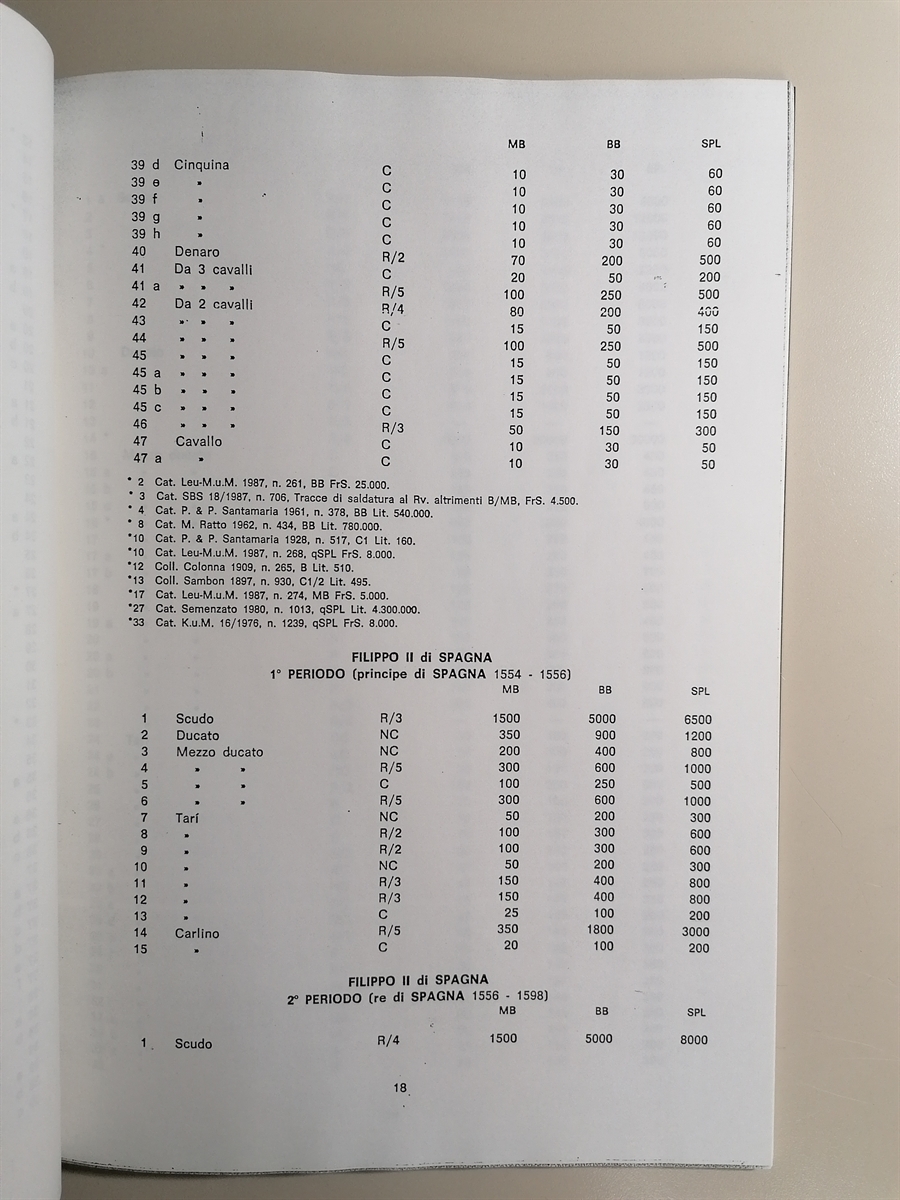 MB BB SPL
39 d Cinquina C 10 30 60
39 e » C 10 30 60
39 f » C 10 30 60
39 g » C 10 30 60
39 h » C 10 30 60
40 Denaro R/2 70 200 500
41 Da 3 cavalli C 20 50 200
41 a » » » R/5 100 250 500
42 Da 2 cavalli R/4 80 200 400
43 » » » C 15 50 150
44 » » » R/5 100 250 500
45 » » » C 15 50 150
45 a » » » C 15 50 150
45 b » » » C 15 50 150
45 c » » » C 15 50 150
46 » » » R/3 50 150 300
47 Cavallo C 10 30 50
47 a » C 10 30 50
* 2 Cat. Leu-M.u.M. 1987, n. 261, BB FrS. 25.000.
* 3 Cat. SBS 18/1987, n. 706, Tracce di saldatura al Rv. altrimenti B/MB, FrS. 4.500.
* 4 Cat. P. & P. Santamaria 1961, n. 378, BB Lit. 540.000.
* 8 Cat. M. Ratto 1962, n. 434, BB Lit. 780.000.
*10 Cat. P. & P. Santamaria 1928, n. 517, C1 Lit. 160.
*10 Cat. Leu-M.u.M. 1987, n. 268, qSPL FrS. 8.000.
*12 Coll. Colonna 1909, n. 265, B Lit. 510.
*13 Coll. Sambon 1897, n. 930, C1/2 Lit. 495.
*17 Cat. Leu-M.u.M. 1987, n. 274, MB FrS. 5.000.
*27 Cat. Semenzato 1980, n. 1013, qSPL Lit. 4.300.000.
*33 Cat. K.u.M. 16/1976, n. 1239, qSPL FrS. 8.000.
FILIPPO II di SPAGNA
1° PERIODO (principe di SPAGNA 1554 - 1556)
MB BB SPL
1 Scudo R/3 1500 5000 6500
2 Ducato NC 350 900 1200
3 Mezzo ducato NC 200 400 800
4 » » R/5 300 600 1000
5 » » C 100 250 500
6 » » R/5 300 600 1000
7 Tarí NC 50 200 300
8 » R/2 100 300 600
9 » R/2 100 300 600
10 » NC 50 200 300
11 » R/3 150 400 800
12 » R/3 150 400 800
13 » C 25 100 200
14 Carlino R/5 350 1800 3000
15 » C 20 100 200
FILIPPO II di SPAGNA
2° PERIODO (re di SPAGNA 1556 - 1598)
MB BB SPL
1 Scudo R/4 1500 5000 8000
18